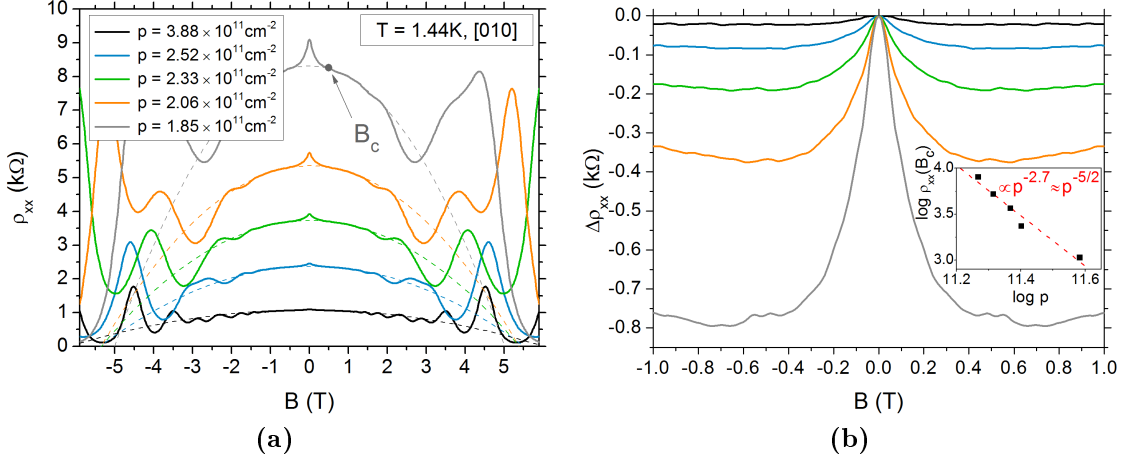 p = 3.88 × 10¹¹cm⁻²
p = 2.52 × 10¹¹cm⁻²
p = 2.33 × 10¹¹cm⁻²
p = 2.06 × 10¹¹cm⁻²
p = 1.85 × 10¹¹cm⁻²
T = 1.44K, [010]
B_c
10
9
8
7
6
5
4
3
2
1
0
ρ_xx (kΩ)
-5 -4 -3 -2 -1 0 1 2 3 4 5
B (T)
(a)
0.0
-0.1
-0.2
-0.3
-0.4
-0.5
-0.6
-0.7
-0.8
Δρ_xx (kΩ)
log ρ_xx(B_c)
4.0
3.5
3.0
∝p⁻²·⁷ ≈p⁻⁵/²
11.2 11.4 11.6
log p
-1.0 -0.8 -0.6 -0.4 -0.2 0.0 0.2 0.4 0.6 0.8 1.0
B (T)
(b)